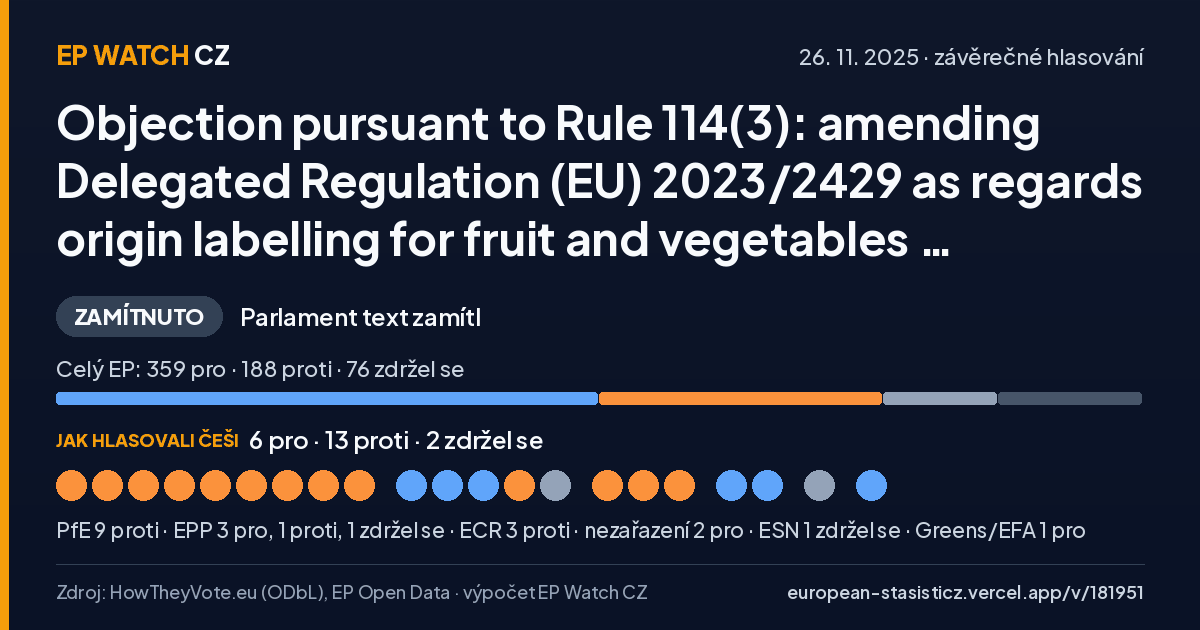 EP WATCH CZ
26. 11. 2025 · závěrečné hlasování
Objection pursuant to Rule 114(3): amending
Delegated Regulation (EU) 2023/2429 as regards
origin labelling for fruit and vegetables …
ZAMÍTNUTO
Parlament text zamítl
Celý EP: 359 pro · 188 proti · 76 zdržel se
JAK HLASOVALI ČEŠI 6 pro · 13 proti · 2 zdržel se
PfE 9 proti · EPP 3 pro, 1 proti, 1 zdržel se · ECR 3 proti · nezařazení 2 pro · ESN 1 zdržel se · Greens/EFA 1 pro
Zdroj: HowTheyVote.eu (ODbL), EP Open Data · výpočet EP Watch CZ
european-stasisticz.vercel.app/v/181951